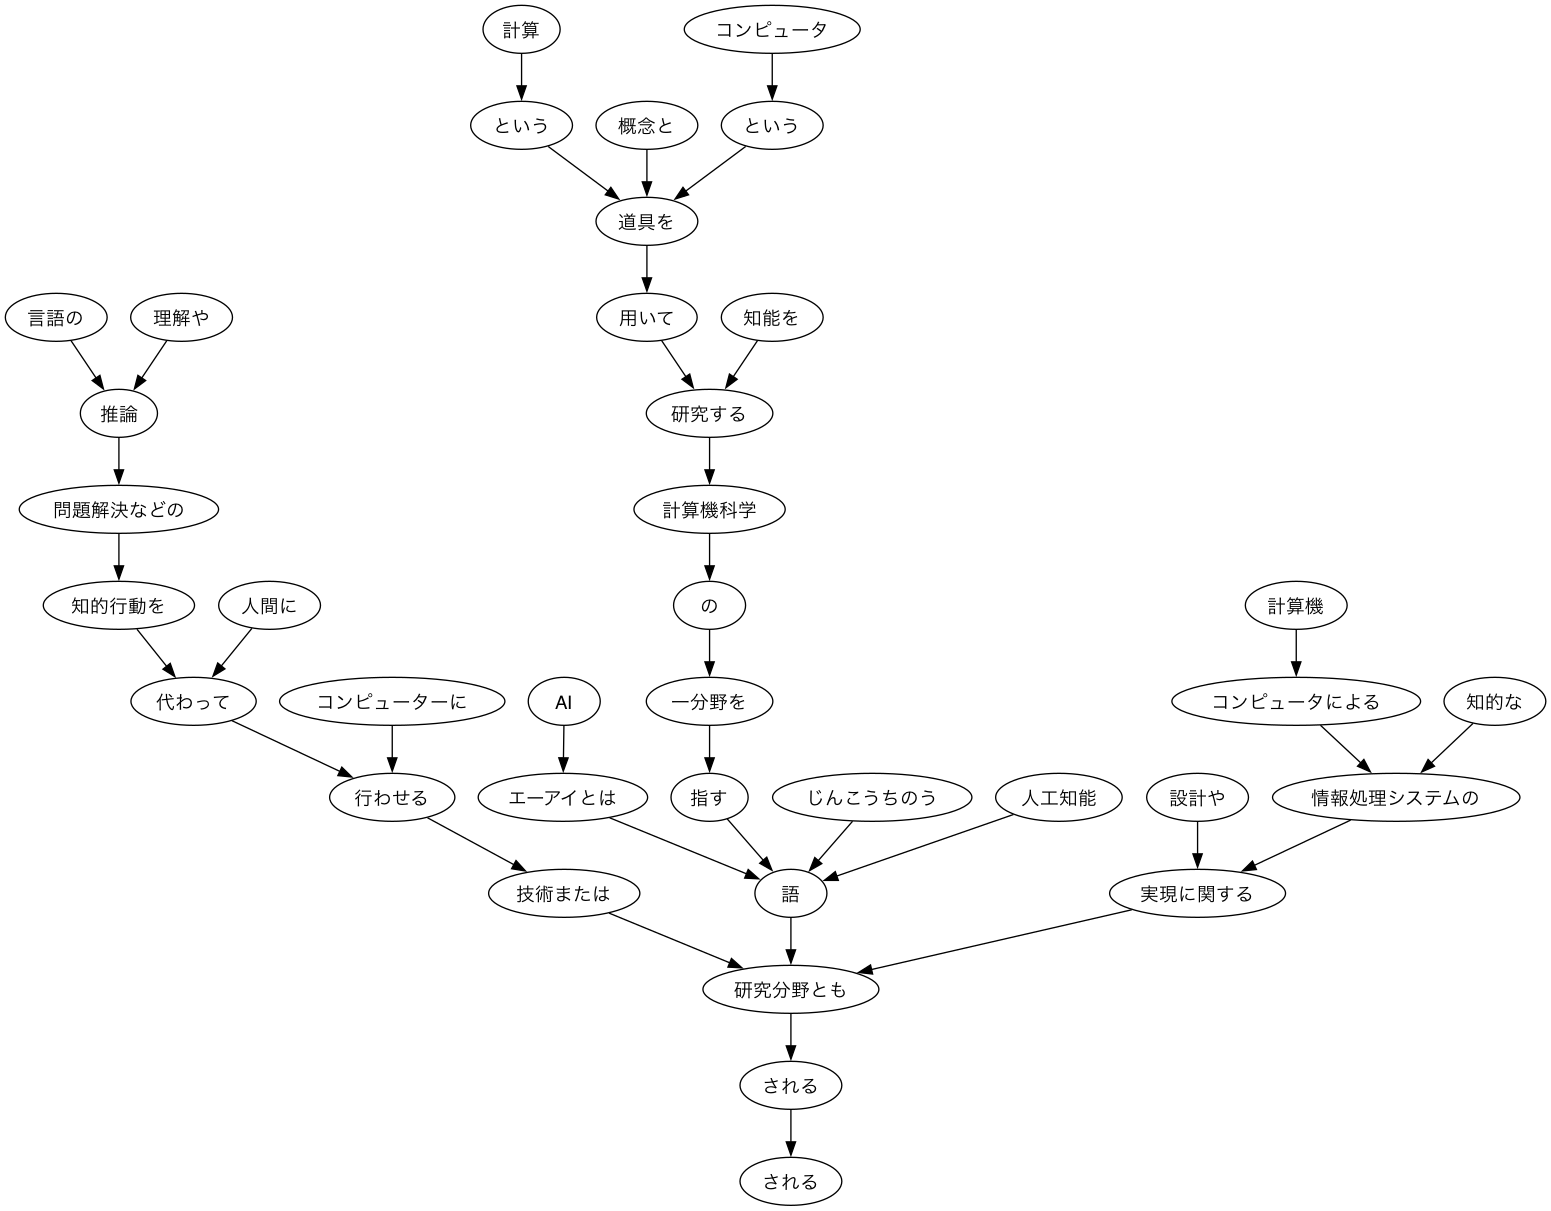 計算
コンピュータ
という
概念と
という
道具を
言語の
理解や
用いて
知能を
推論
研究する
問題解決などの
計算機科学
知的行動を
人間に
の
計算機
代わって
コンピューターに
AI
一分野を
コンピュータによる
知的な
行わせる
エーアイとは
指す
じんこうちのう
人工知能
設計や
情報処理システムの
技術または
語
実現に関する
研究分野とも
される
される